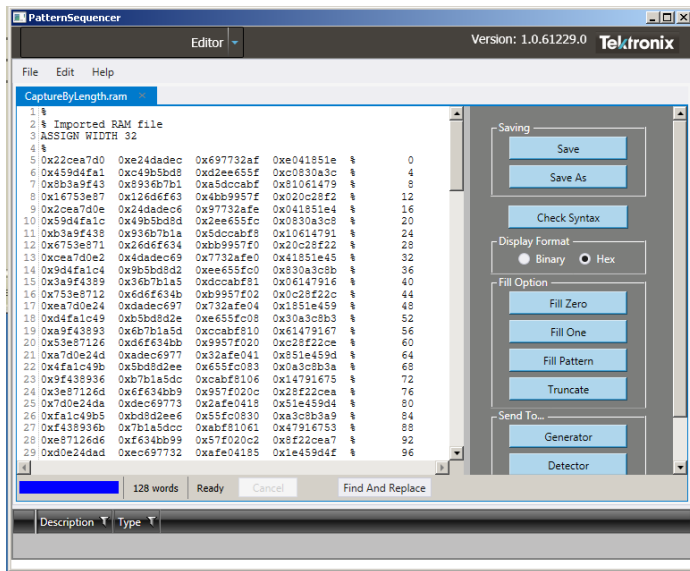 PatternSequencer
Editor
Version: 1.0.61229.0
Tektronix
File Edit Help
CaptureByLength.ram
1 %
2 % Imported RAM file
3 ASSIGN WIDTH 32
4 %
5 0x22cea7d0 0xe24dadec 0x697732af 0xe041851e % 0
6 0x459d4fa1 0xc49b5bd8 0xd2ee655f 0xc0830a3c % 4
7 0x8b3a9f43 0x8936b7b1 0xa5dccabf 0x81061479 % 8
8 0x16753e87 0x126d6f63 0x4bb9957f 0x020c28f2 % 12
9 0x2cea7d0e 0x24dadec6 0x97732afe 0x041851e4 % 16
10 0x59d4fa1c 0x49b5bd8d 0x2ee655fc 0x0830a3c8 % 20
11 0xb3a9f438 0x936b7b1a 0x5dccabf8 0x10614791 % 24
12 0x6753e871 0x26d6f634 0xbb9957f0 0x20c28f22 % 28
13 0xcea7d0e2 0x4dadec69 0x7732afe0 0x41851e45 % 32
14 0x9d4fa1c4 0x9b5bd8d2 0xee655fc0 0x830a3c8b % 36
15 0x3a9f4389 0x36b7b1a5 0xdccabf81 0x06147916 % 40
16 0x753e8712 0x6d6f634b 0xb9957f02 0x0c28f22c % 44
17 0xea7d0e24 0xdadec697 0x732afe04 0x1851e459 % 48
18 0xd4fa1c49 0xb5bd8d2e 0xe655fc08 0x30a3c8b3 % 52
19 0xa9f43893 0x6b7b1a5d 0xccabf810 0x61479167 % 56
20 0x53e87126 0xd6f634bb 0x9957f020 0xc28f22ce % 60
21 0xa7d0e24d 0xadec6977 0x32afe041 0x851e459d % 64
22 0x4fa1c49b 0x5bd8d2ee 0x655fc083 0x0a3c8b3a % 68
23 0x9f438936 0xb7b1a5dc 0xcabf8106 0x14791675 % 72
24 0x3e87126d 0x6f634bb9 0x957f020c 0x28f22cea % 76
25 0x7d0e24da 0xdec69773 0x2afe0418 0x51e459d4 % 80
26 0xfa1c49b5 0xbd8d2ee6 0x55fc0830 0xa3c8b3a9 % 84
27 0xf438936b 0x7b1a5dcc 0xabf81061 0x47916753 % 88
28 0xe87126d6 0xf634bb99 0x57f020c2 0x8f22cea7 % 92
29 0xd0e24dad 0xec697732 0xafe04185 0x1e459d4f % 96
Saving
Save
Save As
Check Syntax
Display Format
Binary Hex
Fill Option
Fill Zero
Fill One
Fill Pattern
Truncate
Send To...
Generator
Detector
128 words Ready Cancel Find And Replace
Description Type